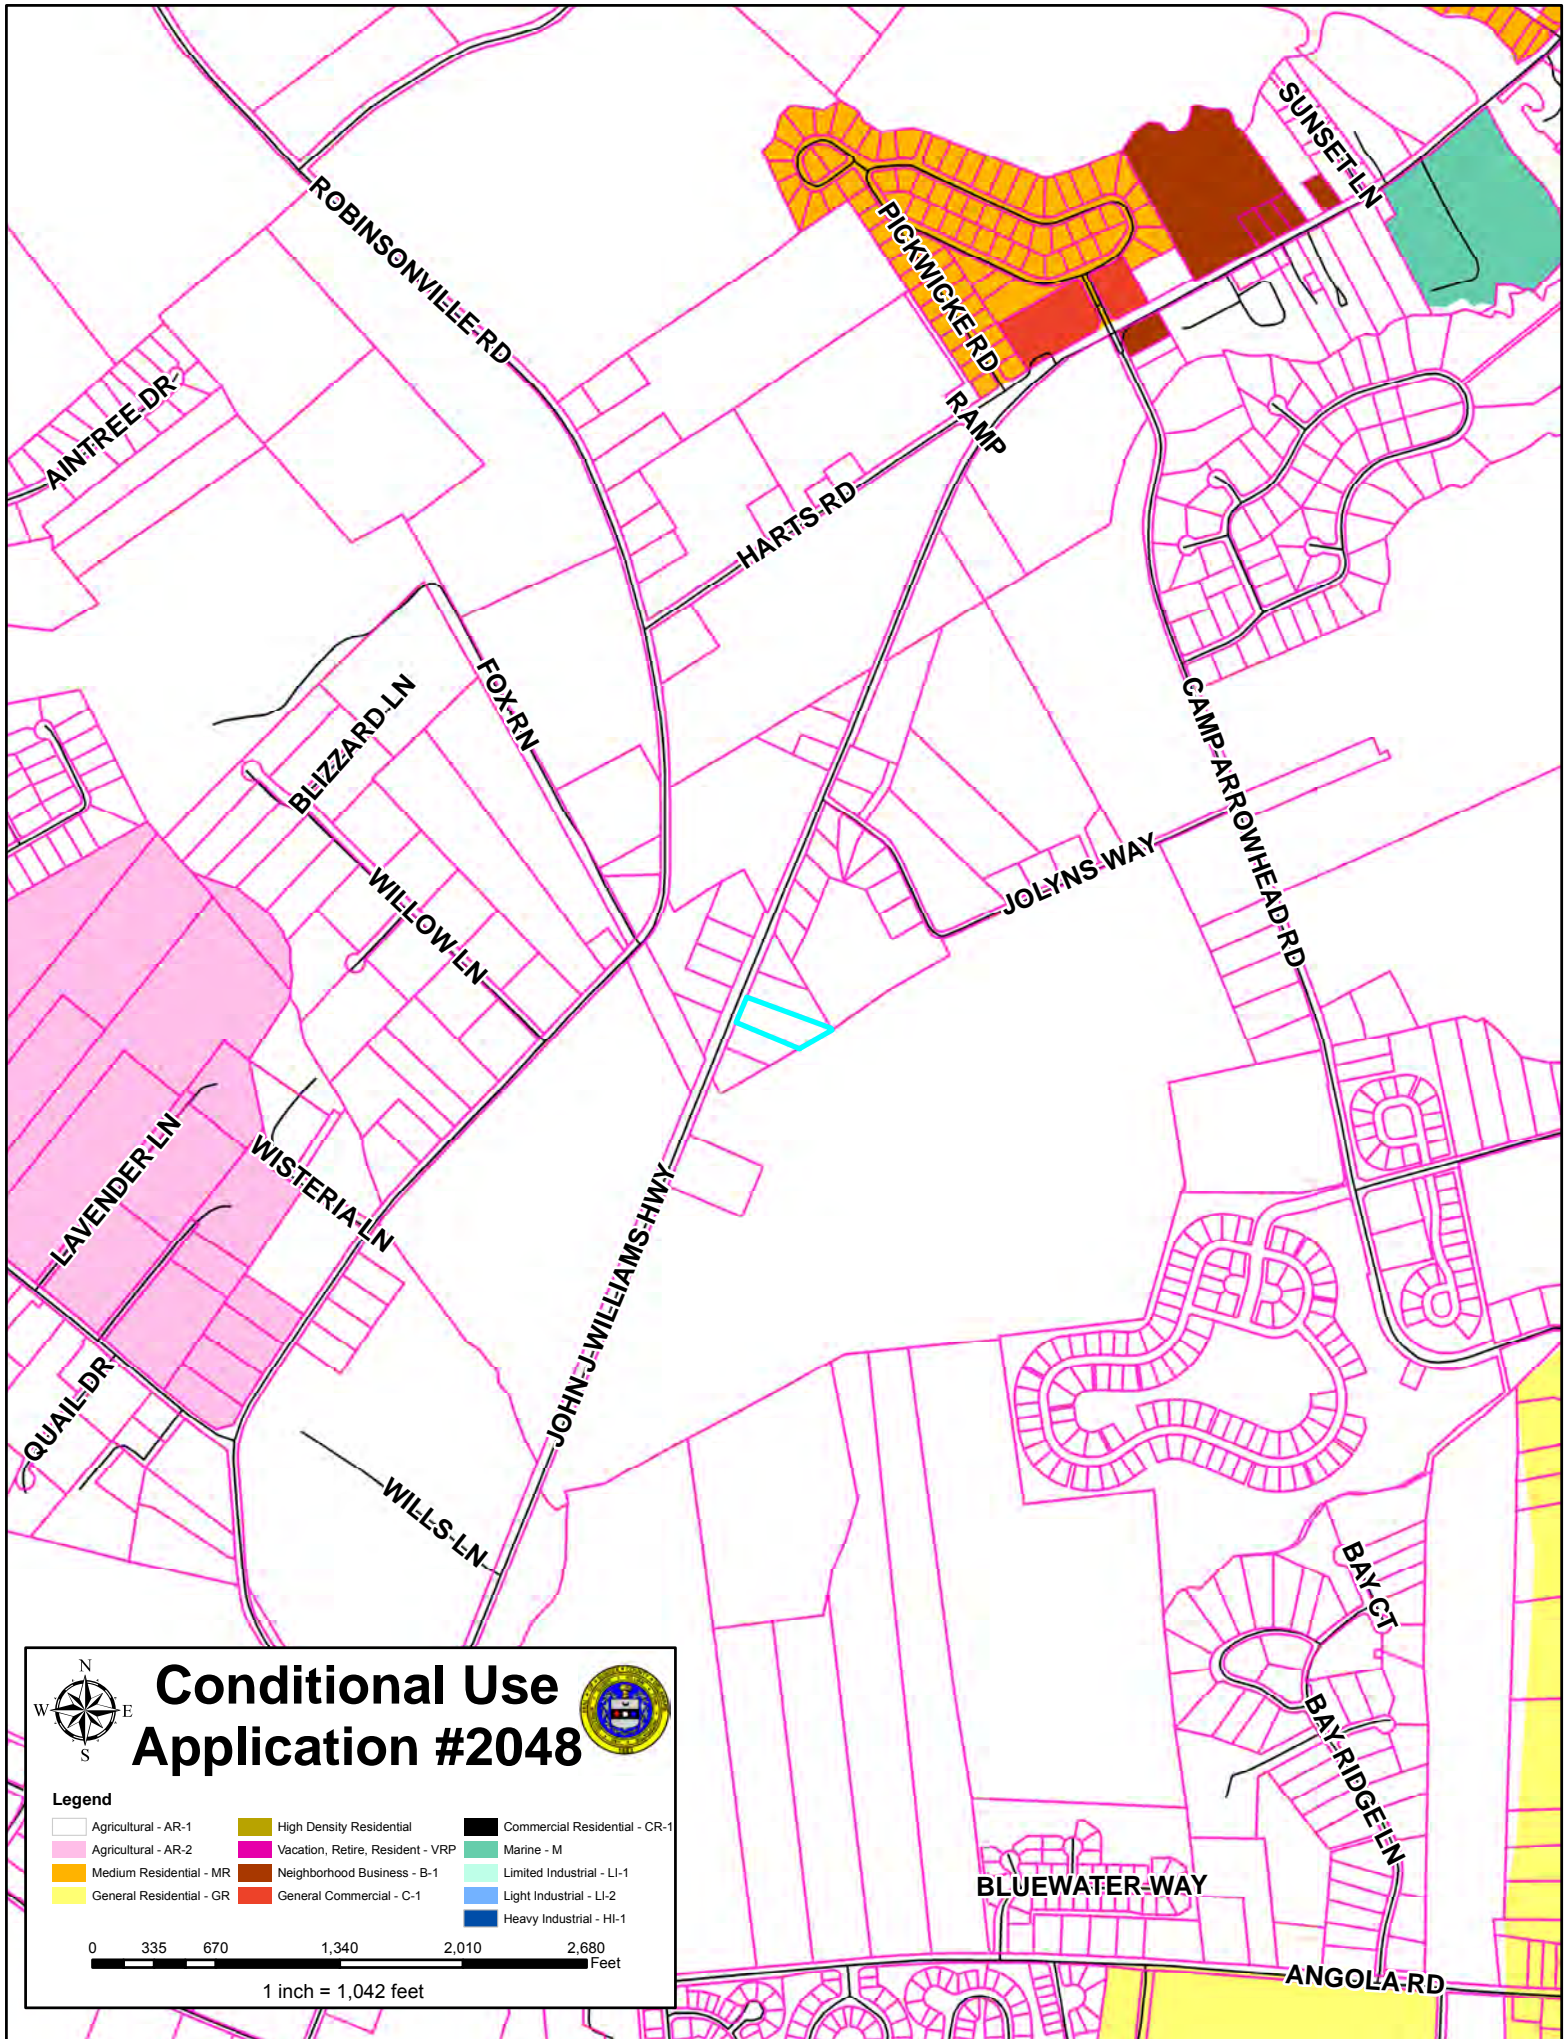 SUNSET LN
ROBINSONVILLE RD
PICKWICKE RD
AINTREE DR
RAMP
HARTS RD
FOX RN
BLIZZARD LN
CAMP ARROWHEAD RD
JOLYNS WAY
WILLOW LN
LAVENDER LN
WISTERIA LN
JOHN J WILLIAMS HWY
QUAIL DR
WILLS LN
BAY CT
BAY RIDGE LN
BLUEWATER WAY
ANGOLA RD
N
W E
S
Conditional Use
Application #2048
Legend
Agricultural - AR-1
Agricultural - AR-2
Medium Residential - MR
General Residential - GR
High Density Residential
Vacation, Retire, Resident - VRP
Neighborhood Business - B-1
General Commercial - C-1
Commercial Residential - CR-1
Marine - M
Limited Industrial - LI-1
Light Industrial - LI-2
Heavy Industrial - HI-1
0 335 670 1,340 2,010 2,680
Feet
1 inch = 1,042 feet